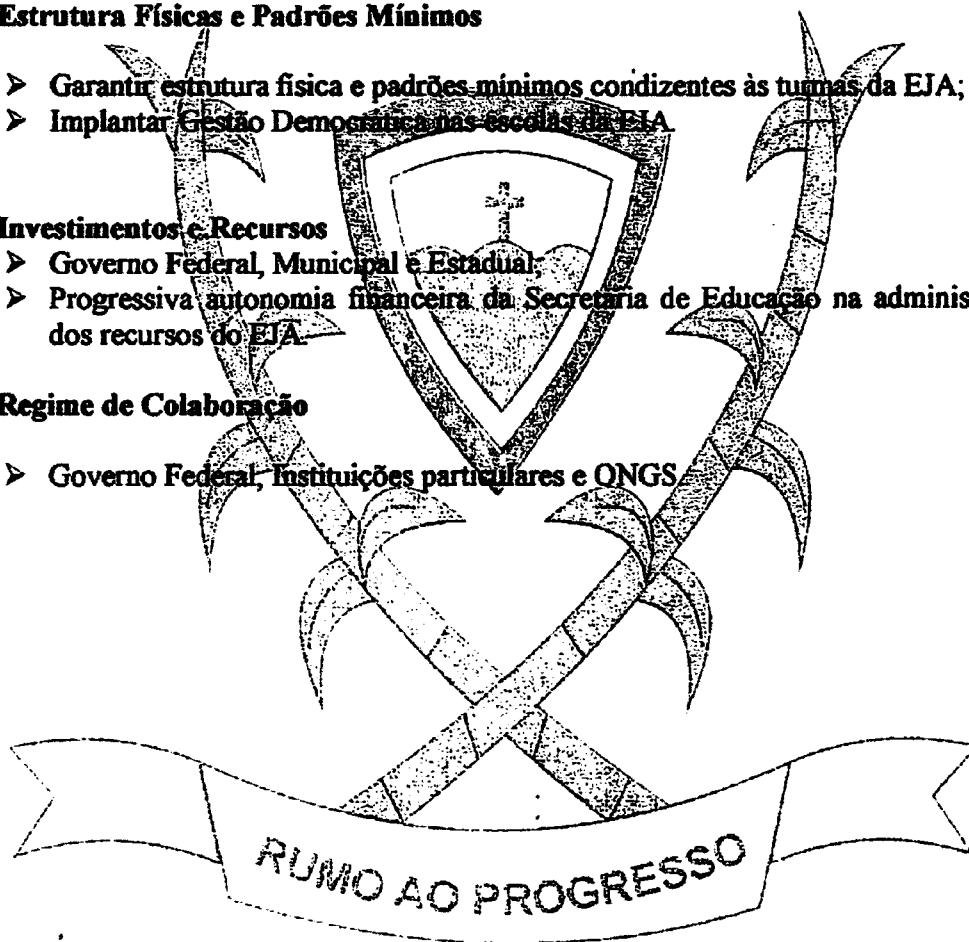 Estrutura Físicas e Padrões Mínimos
➢ Garantir estrutura física e padrões mínimos condizentes às turmas da EJA;
➢ Implantar Gestão Democrática nas escolas da EJA.
Investimentos e Recursos
➢ Governo Federal, Municipal e Estadual;
➢ Progressiva autonomia financeira da Secretaria de Educação na adminis
dos recursos do EJA.
Regime de Colaboração
➢ Governo Federal, Instituições particulares e ONGS.
RUMO AO PROGRESSO